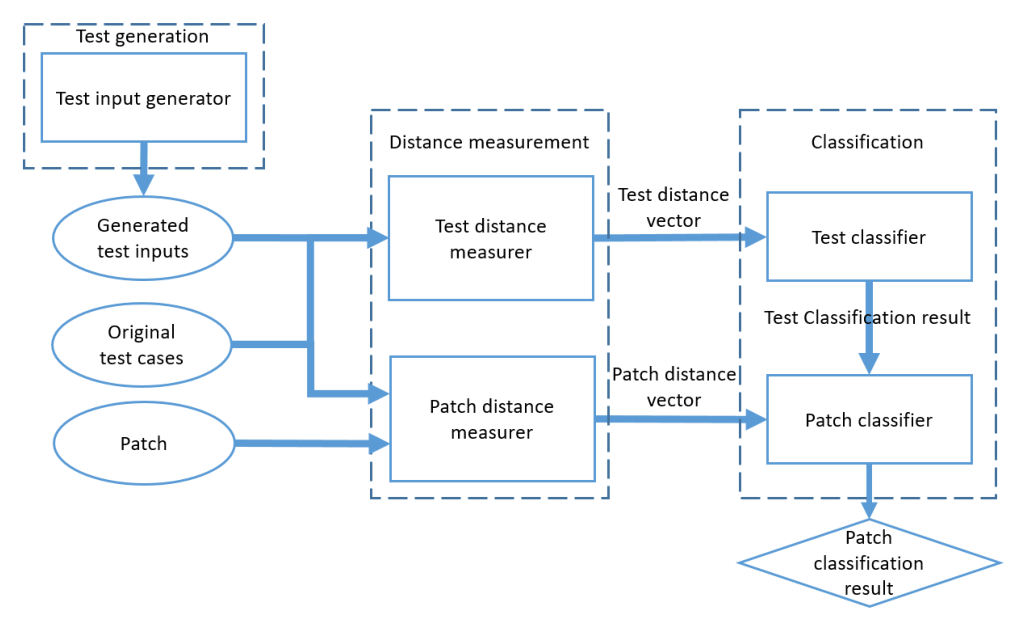 Test generation
Test input generator
Generated
test inputs
Original
test cases
Patch
Distance measurement
Test distance
measurer
Patch distance
measurer
Test distance
vector
Patch distance
vector
Classification
Test classifier
Test Classification result
Patch classifier
Patch
classification
result